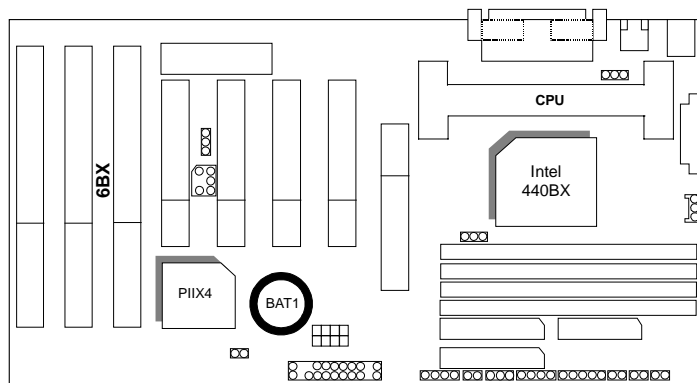 CPU
6BX
Intel
440BX
PIIX4
BAT1